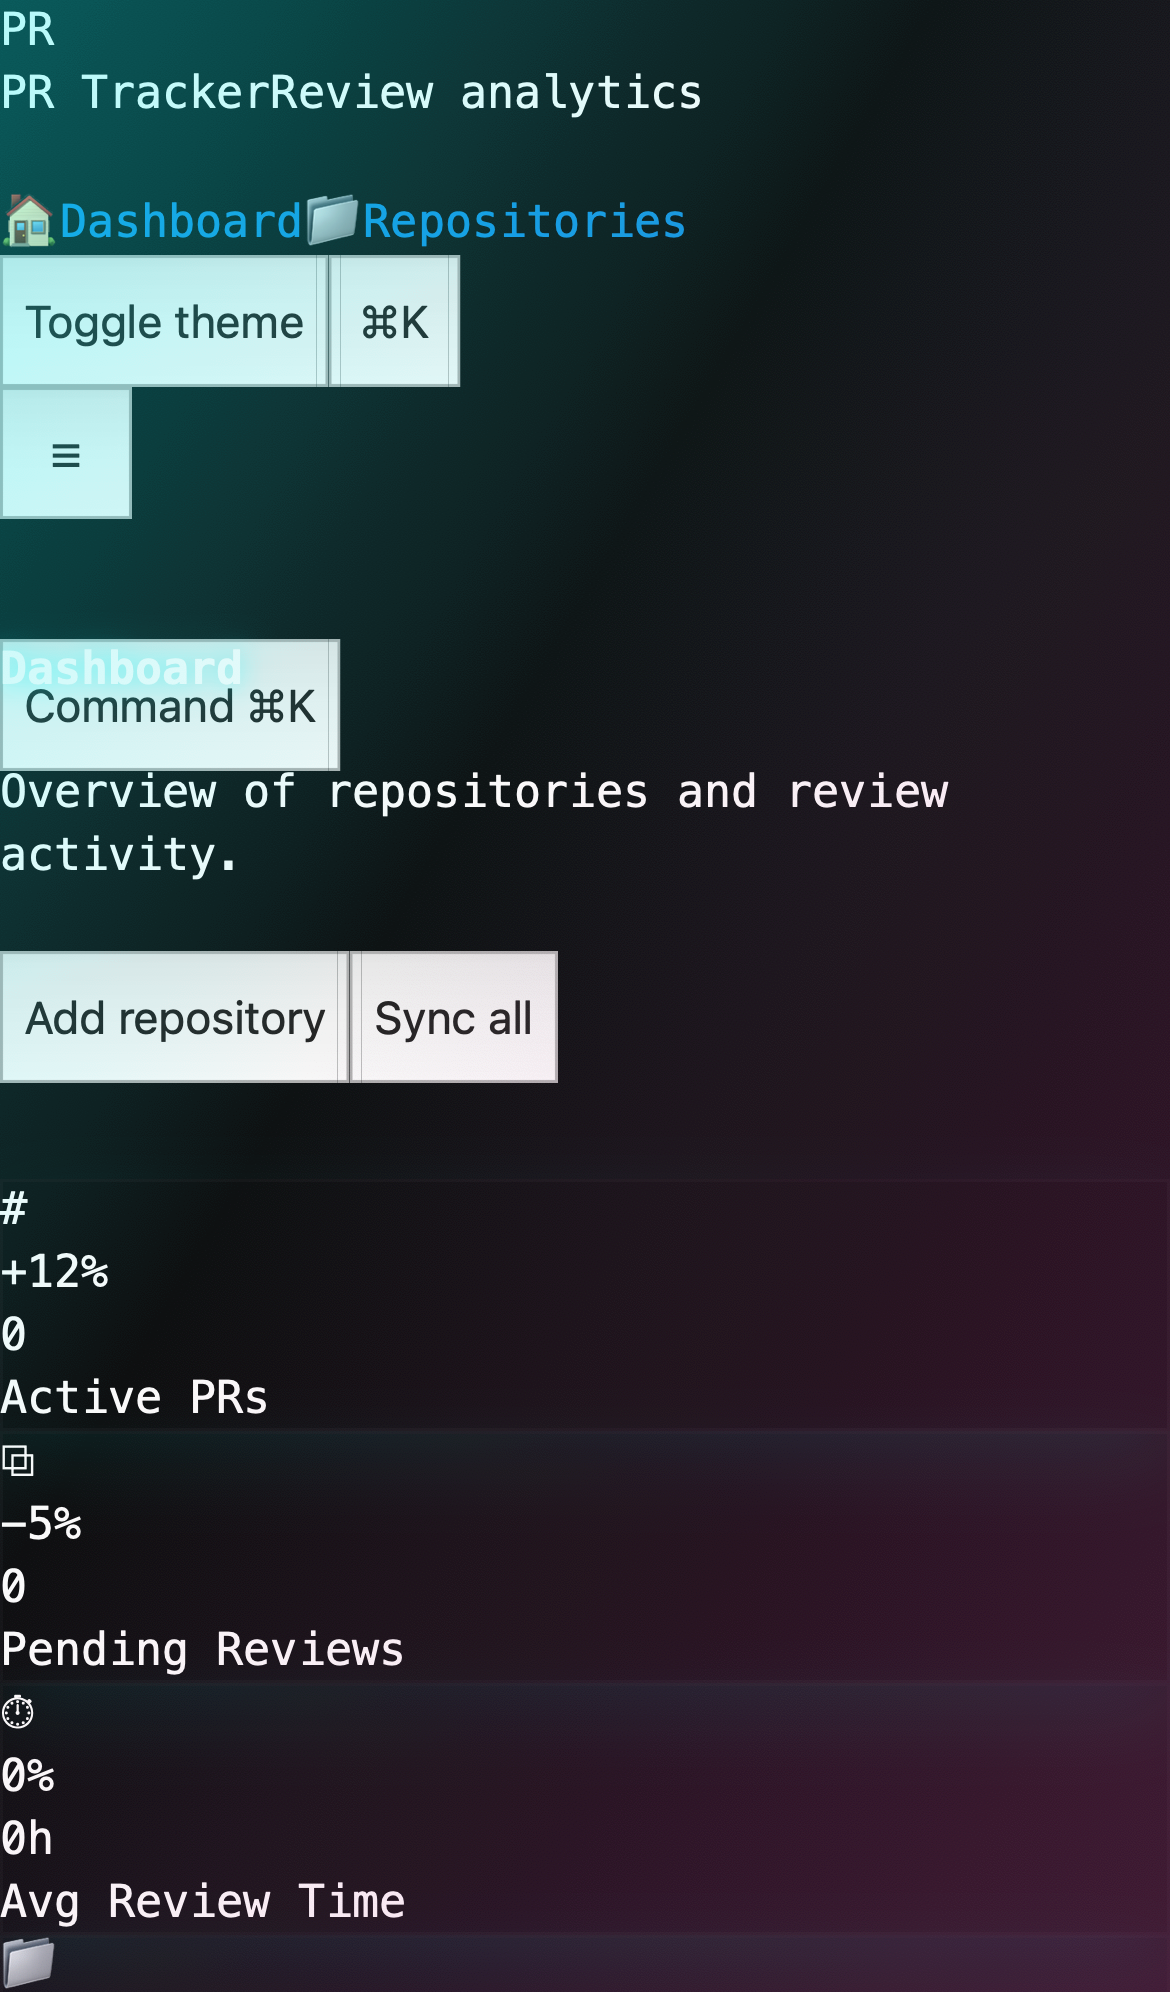 PR
PR TrackerReview analytics
🏠Dashboard📁Repositories
Toggle theme ⌘K
≡
Dashboard
Command ⌘K
Overview of repositories and review
activity.
Add repository Sync all
#
+12%
0
Active PRs
⧉
−5%
0
Pending Reviews
⏱
0%
0h
Avg Review Time
📁